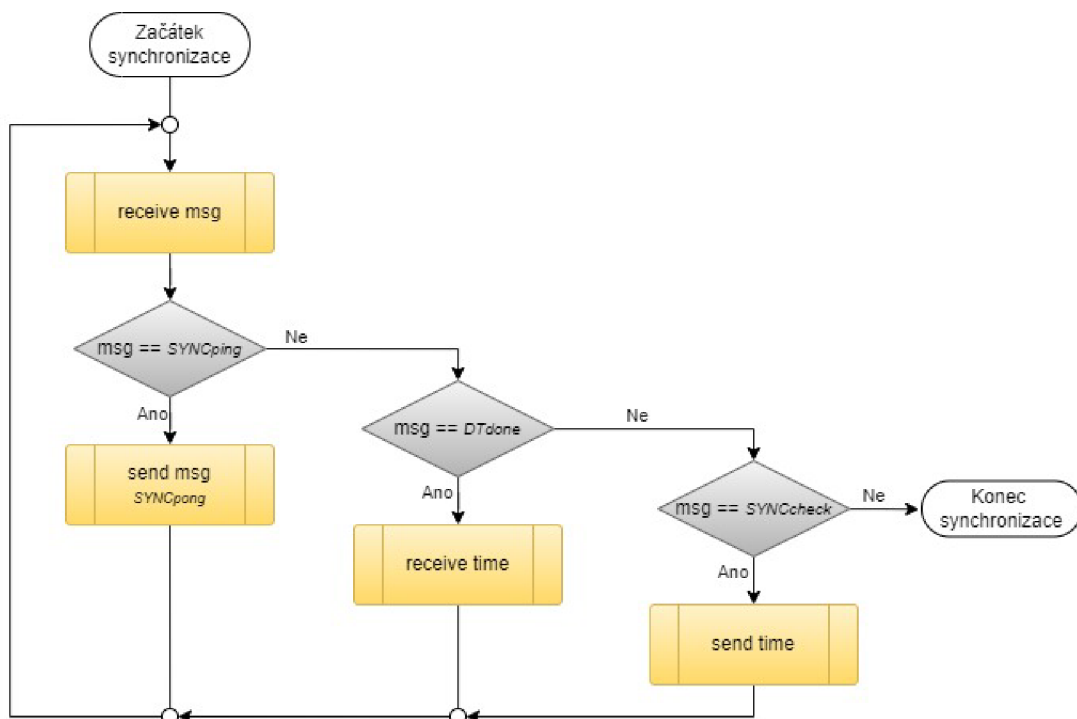 Začátek
synchronizace
receive msg
msg == SYNCping
Ne
Ano
send msg
SYNCpong
msg == DTdone
Ne
Ano
receive time
msg == SYNCcheck
Ne
Ano
send time
Konec
synchronizace